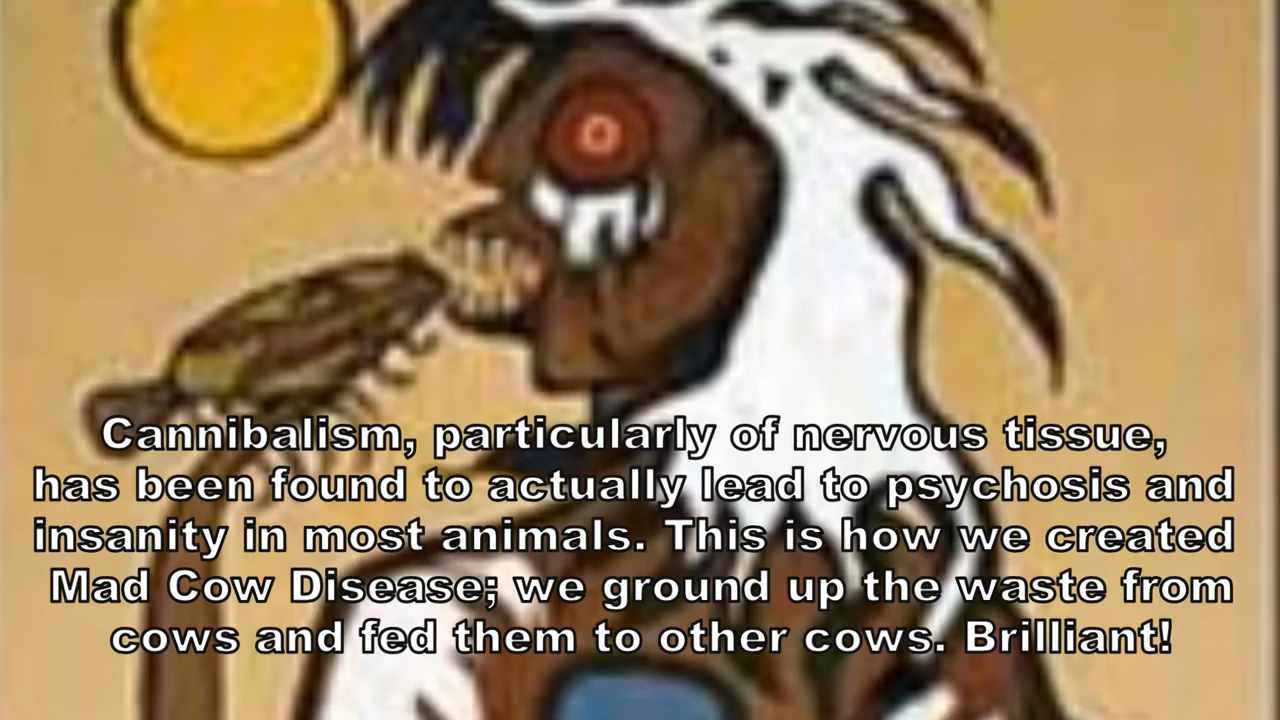 Cannibalism, particularly of nervous tissue,
has been found to actually lead to psychosis and
insanity in most animals. This is how we created
Mad Cow Disease; we ground up the waste from
cows and fed them to other cows. Brilliant!